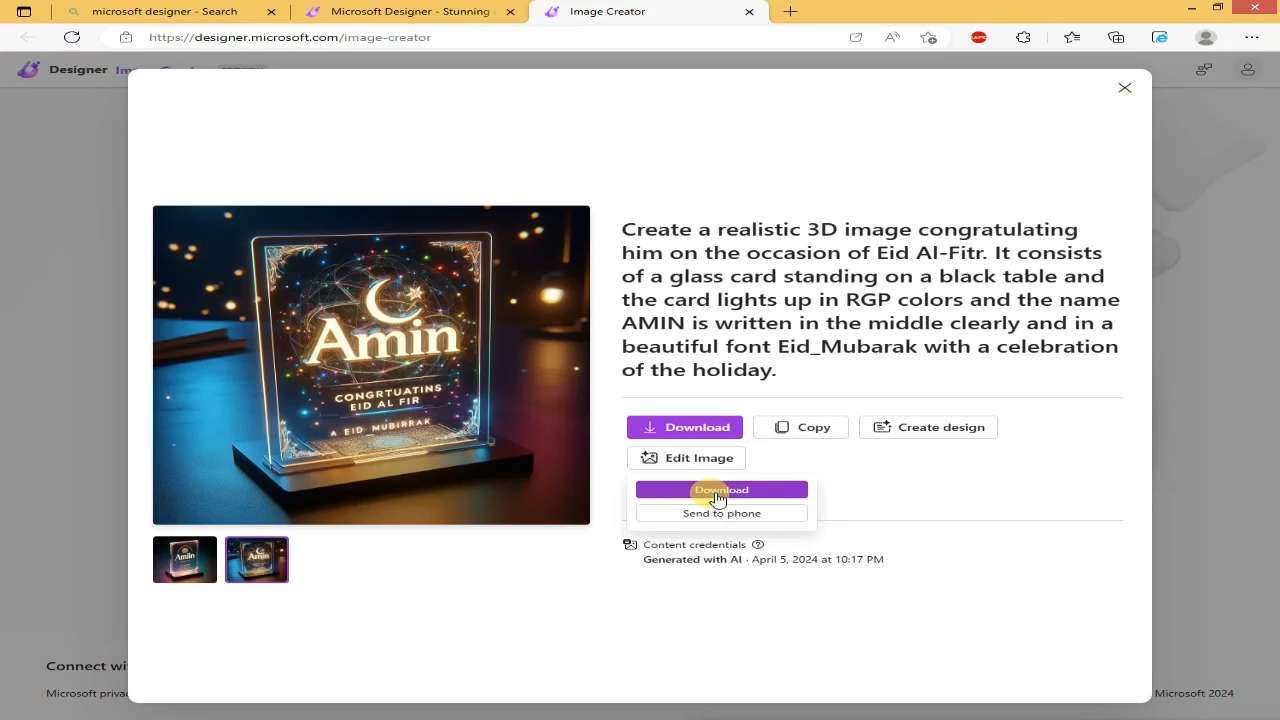 microsoft designer - Search
Microsoft Designer - Stunning
Image Creator
https://designer.microsoft.com/image-creator
Designer
Create a realistic 3D image congratulating
him on the occasion of Eid Al-Fitr. It consists
of a glass card standing on a black table and
the card lights up in RGP colors and the name
AMIN is written in the middle clearly and in a
beautiful font Eid_Mubarak with a celebration
of the holiday.
Amin
CONGRTUATINS
EID AL FIR
A EID MUBIRRAK
Download
Copy
Create design
Edit Image
Download
Send to phone
Content credentials
Generated with AI · April 5, 2024 at 10:17 PM
Amin
Amin
Connect wi
Microsoft privac
Microsoft 2024